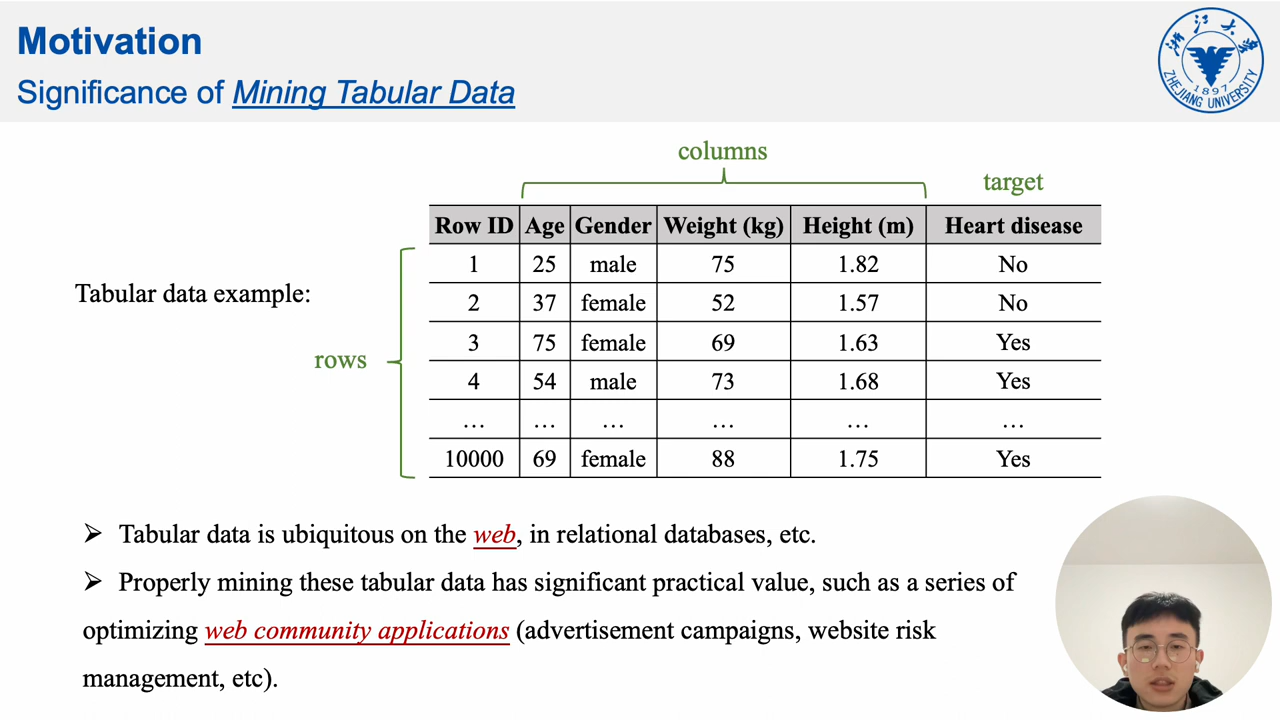 Motivation
Significance of Mining Tabular Data
浙江大学
ZHEJIANG UNIVERSITY
1897
columns
target
Row ID Age Gender Weight (kg) Height (m) Heart disease
1 25 male 75 1.82 No
Tabular data example:
2 37 female 52 1.57 No
3 75 female 69 1.63 Yes
rows
4 54 male 73 1.68 Yes
... ... ... ... ... ...
10000 69 female 88 1.75 Yes
➢ Tabular data is ubiquitous on the web, in relational databases, etc.
➢ Properly mining these tabular data has significant practical value, such as a series of
optimizing web community applications (advertisement campaigns, website risk
management, etc).